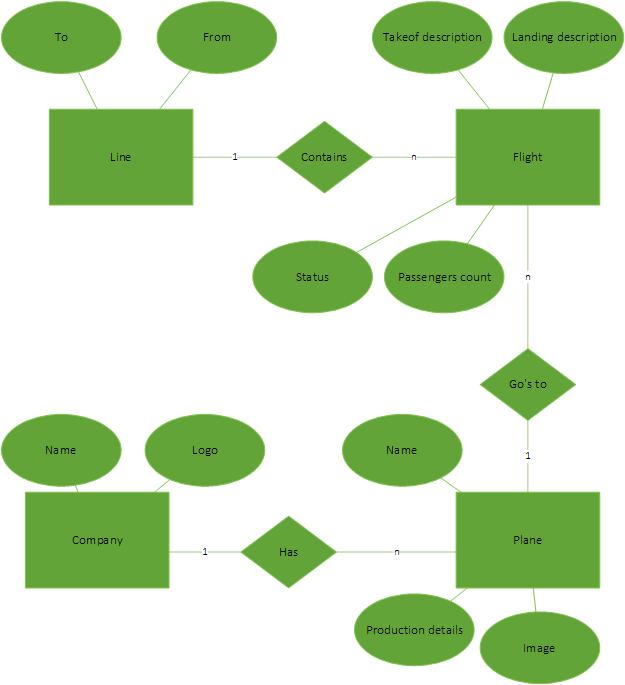 To
From
Takeof description
Landing description
Line
1
Contains
n
Flight
Status
Passengers count
n
Go's to
1
Name
Logo
Name
Company
1
Has
n
Plane
Production details
Image